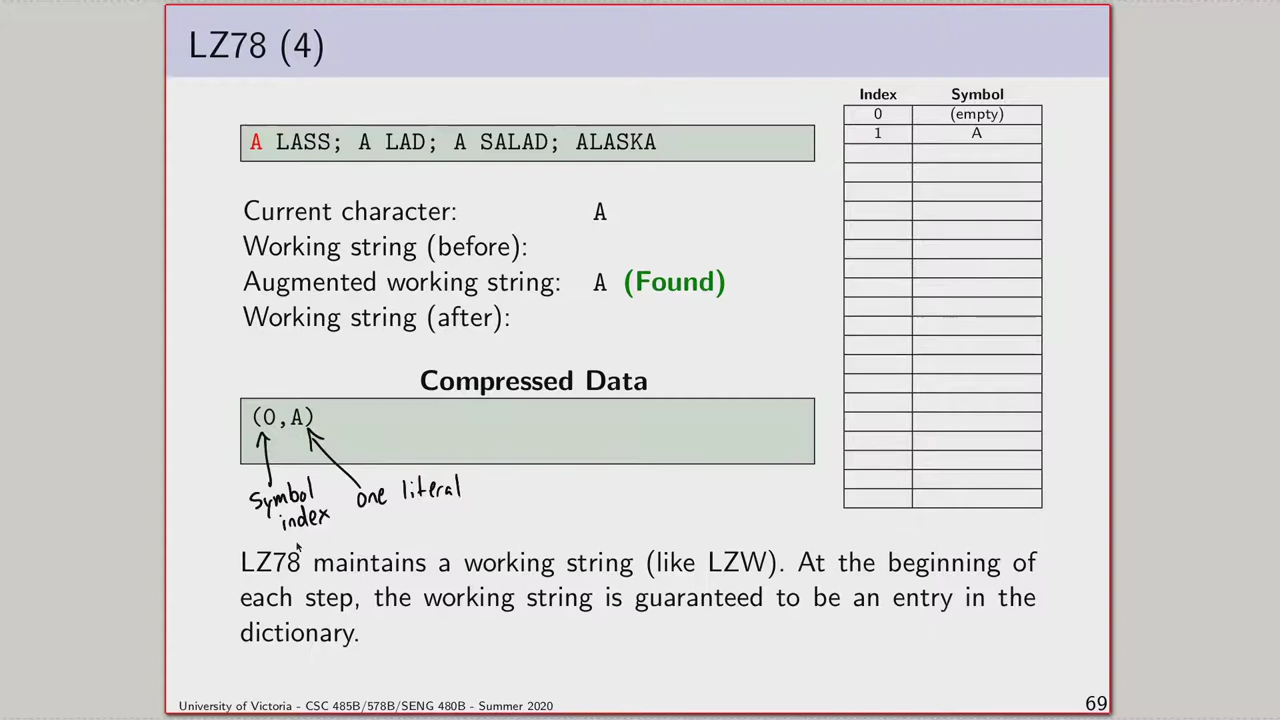 LZ78 (4)
A LASS; A LAD; A SALAD; ALASKA
Current character: A
Working string (before):
Augmented working string: A (Found)
Working string (after):
Compressed Data
(0,A)
symbol index
one literal
LZ78 maintains a working string (like LZW). At the beginning of
each step, the working string is guaranteed to be an entry in the
dictionary.
Index Symbol
0 (empty)
1 A
University of Victoria - CSC 485B/578B/SENG 480B - Summer 2020
69